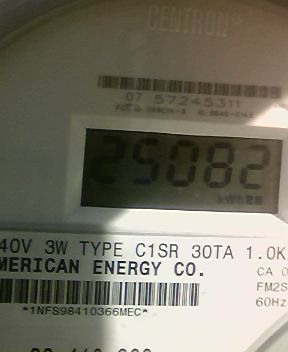 CENTRON
07 57245311
25082
kWh
40V 3W TYPE C1SR 30TA 1.0K
MERICAN ENERGY CO.
CA
FM2S
60Hz
*1NFS98410366MEC*